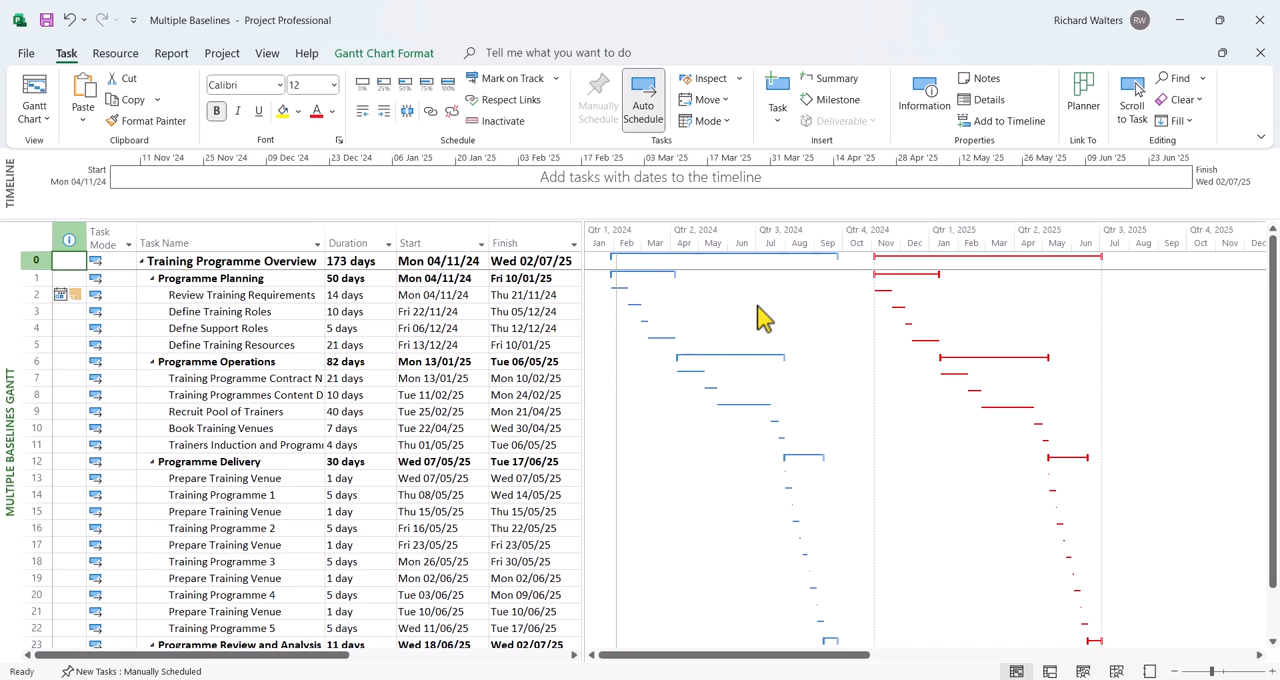 Multiple Baselines - Project Professional
Richard Walters RW
File Task Resource Report Project View Help Gantt Chart Format Tell me what you want to do
Gantt Chart
View
Paste
Cut
Copy
Format Painter
Clipboard
Calibri 12
B I U A
Font
0% 25% 50% 75% 100%
Mark on Track
Respect Links
Inactivate
Schedule
Manually Schedule
Auto Schedule
Inspect
Move
Mode
Tasks
Task
Summary
Milestone
Deliverable
Insert
Information
Notes
Details
Add to Timeline
Properties
Planner
Link To
Scroll to Task
Find
Clear
Fill
Editing
TIMELINE
11 Nov '24 25 Nov '24 09 Dec '24 23 Dec '24 06 Jan '25 20 Jan '25 03 Feb '25 17 Feb '25 03 Mar '25 17 Mar '25 31 Mar '25 14 Apr '25 28 Apr '25 12 May '25 26 May '25 09 Jun '25 23 Jun '25
Start
Mon 04/11/24
Add tasks with dates to the timeline
Finish
Wed 02/07/25
MULTIPLE BASELINES GANTT
Task Mode Task Name Duration Start Finish
Qtr 1, 2024 Qtr 2, 2024 Qtr 3, 2024 Qtr 4, 2024 Qtr 1, 2025 Qtr 2, 2025 Qtr 3, 2025 Qtr 4, 2025
Jan Feb Mar Apr May Jun Jul Aug Sep Oct Nov Dec Jan Feb Mar Apr May Jun Jul Aug Sep Oct Nov Dec
0 Training Programme Overview 173 days Mon 04/11/24 Wed 02/07/25
1 Programme Planning 50 days Mon 04/11/24 Fri 10/01/25
2 Review Training Requirements 14 days Mon 04/11/24 Thu 21/11/24
3 Define Training Roles 10 days Fri 22/11/24 Thu 05/12/24
4 Defne Support Roles 5 days Fri 06/12/24 Thu 12/12/24
5 Define Training Resources 21 days Fri 13/12/24 Fri 10/01/25
6 Programme Operations 82 days Mon 13/01/25 Tue 06/05/25
7 Training Programme Contract N 21 days Mon 13/01/25 Mon 10/02/25
8 Training Programmes Content D 10 days Tue 11/02/25 Mon 24/02/25
9 Recruit Pool of Trainers 40 days Tue 25/02/25 Mon 21/04/25
10 Book Training Venues 7 days Tue 22/04/25 Wed 30/04/25
11 Trainers Induction and Program 4 days Thu 01/05/25 Tue 06/05/25
12 Programme Delivery 30 days Wed 07/05/25 Tue 17/06/25
13 Prepare Training Venue 1 day Wed 07/05/25 Wed 07/05/25
14 Training Programme 1 5 days Thu 08/05/25 Wed 14/05/25
15 Prepare Training Venue 1 day Thu 15/05/25 Thu 15/05/25
16 Training Programme 2 5 days Fri 16/05/25 Thu 22/05/25
17 Prepare Training Venue 1 day Fri 23/05/25 Fri 23/05/25
18 Training Programme 3 5 days Mon 26/05/25 Fri 30/05/25
19 Prepare Training Venue 1 day Mon 02/06/25 Mon 02/06/25
20 Training Programme 4 5 days Tue 03/06/25 Mon 09/06/25
21 Prepare Training Venue 1 day Tue 10/06/25 Tue 10/06/25
22 Training Programme 5 5 days Wed 11/06/25 Tue 17/06/25
23 Programme Review and Analysis 11 days Wed 18/06/25 Wed 02/07/25
Ready New Tasks : Manually Scheduled